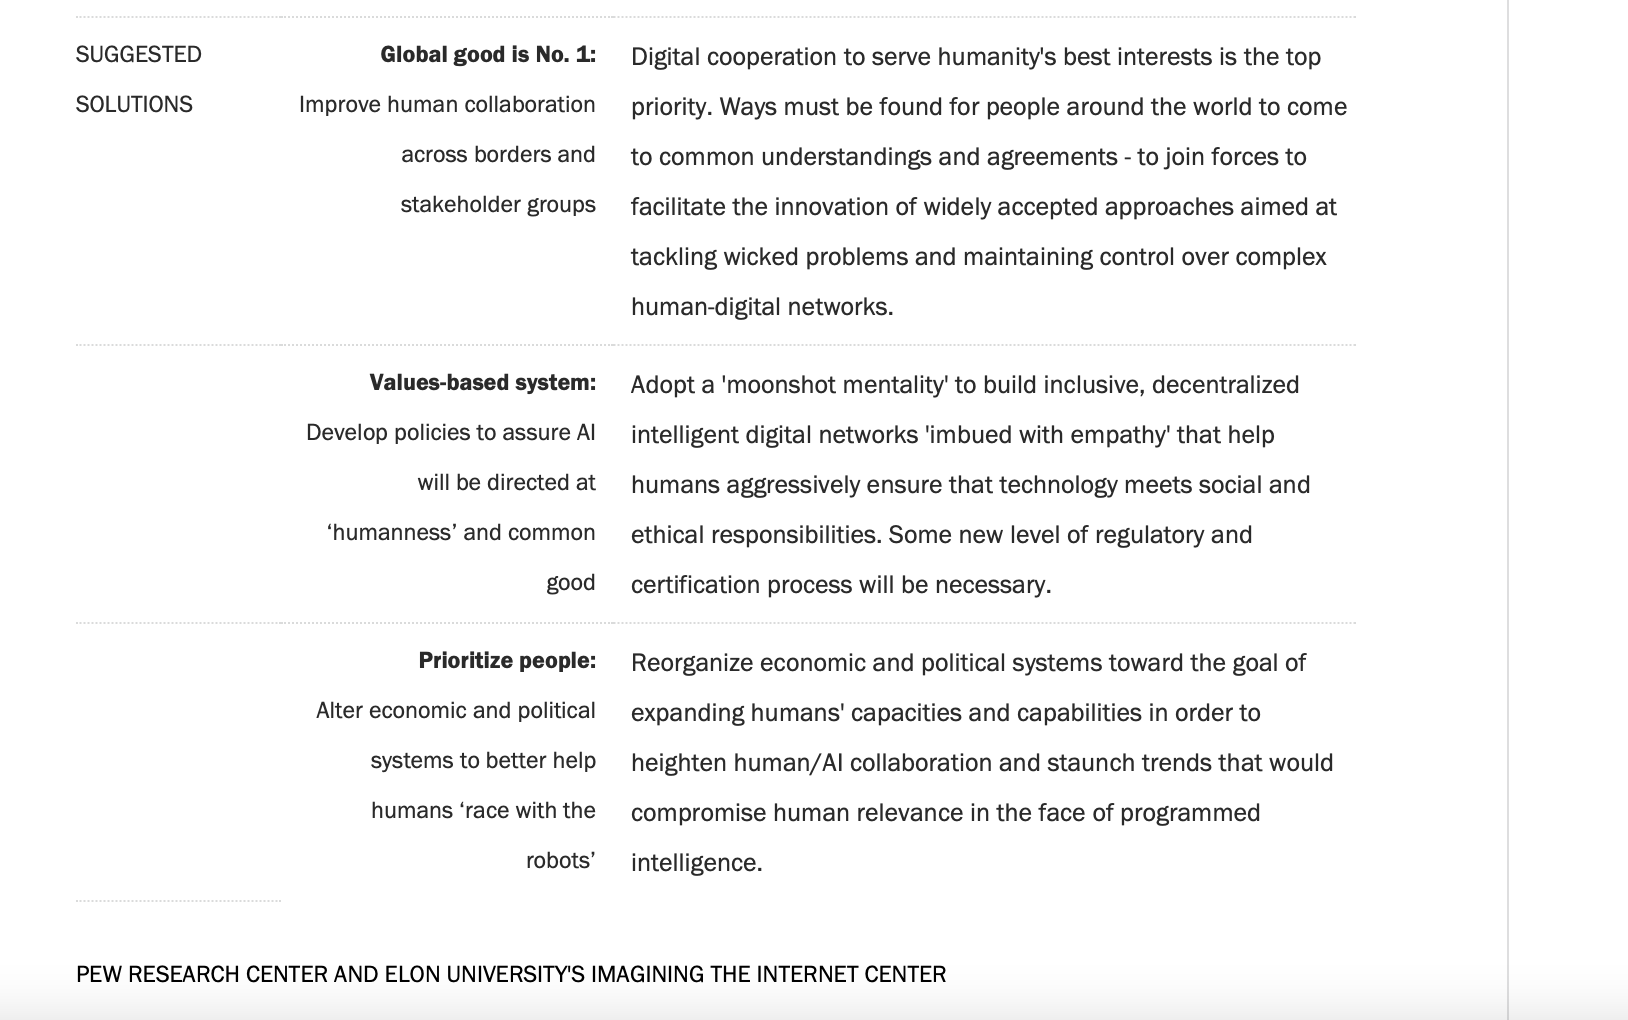 SUGGESTED
SOLUTIONS
Global good is No. 1:
Improve human collaboration
across borders and
stakeholder groups
Digital cooperation to serve humanity's best interests is the top
priority. Ways must be found for people around the world to come
to common understandings and agreements - to join forces to
facilitate the innovation of widely accepted approaches aimed at
tackling wicked problems and maintaining control over complex
human-digital networks.
Values-based system:
Develop policies to assure AI
will be directed at
‘humanness’ and common
good
Adopt a 'moonshot mentality' to build inclusive, decentralized
intelligent digital networks 'imbued with empathy' that help
humans aggressively ensure that technology meets social and
ethical responsibilities. Some new level of regulatory and
certification process will be necessary.
Prioritize people:
Alter economic and political
systems to better help
humans ‘race with the
robots’
Reorganize economic and political systems toward the goal of
expanding humans' capacities and capabilities in order to
heighten human/AI collaboration and staunch trends that would
compromise human relevance in the face of programmed
intelligence.
PEW RESEARCH CENTER AND ELON UNIVERSITY'S IMAGINING THE INTERNET CENTER